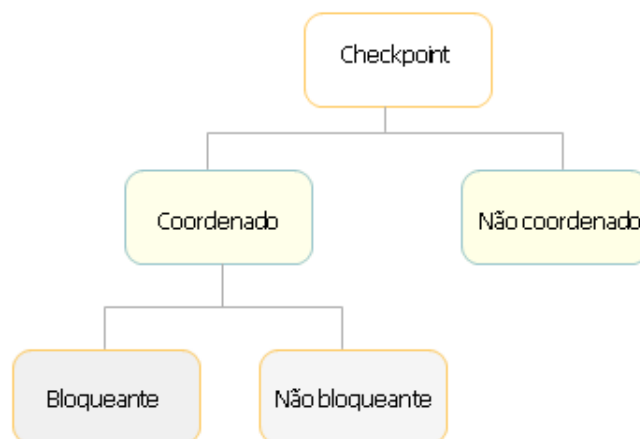 Checkpoint
Coordenado
Não coordenado
Bloqueante
Não bloqueante